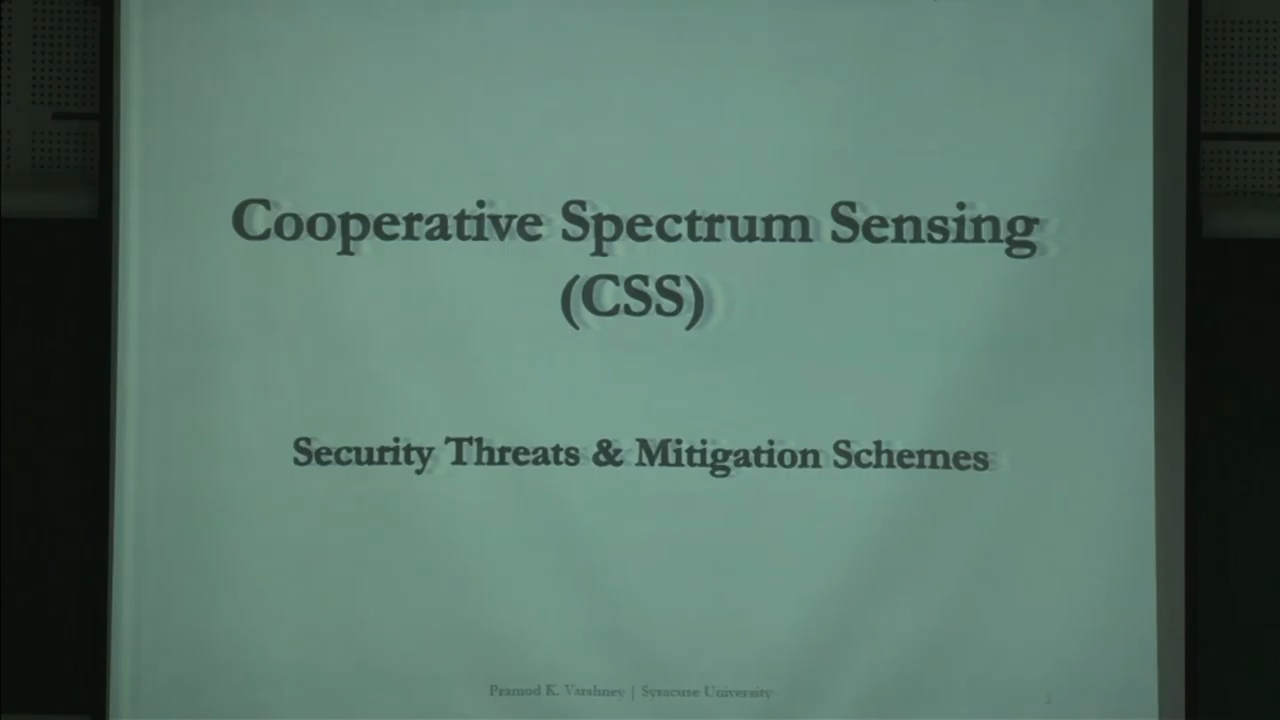 Cooperative Spectrum Sensing
(CSS)
Security Threats & Mitigation Schemes
Pramod K. Varshney | Syracuse University